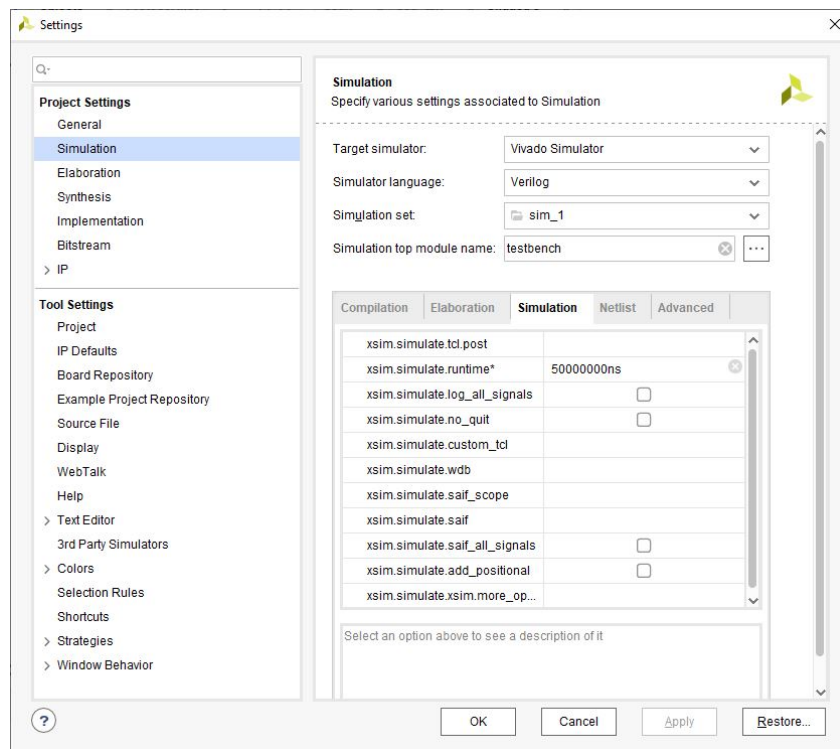 Settings
Project Settings
General
Simulation
Elaboration
Synthesis
Implementation
Bitstream
> IP
Tool Settings
Project
IP Defaults
Board Repository
Example Project Repository
Source File
Display
WebTalk
Help
> Text Editor
3rd Party Simulators
> Colors
Selection Rules
Shortcuts
> Strategies
> Window Behavior
Simulation
Specify various settings associated to Simulation
Target simulator: Vivado Simulator
Simulator language: Verilog
Simulation set: sim_1
Simulation top module name: testbench ...
Compilation Elaboration Simulation Netlist Advanced
xsim.simulate.tcl.post
xsim.simulate.runtime* 50000000ns
xsim.simulate.log_all_signals
xsim.simulate.no_quit
xsim.simulate.custom_tcl
xsim.simulate.wdb
xsim.simulate.saif_scope
xsim.simulate.saif
xsim.simulate.saif_all_signals
xsim.simulate.add_positional
xsim.simulate.xsim.more_op...
Select an option above to see a description of it
? OK Cancel Apply Restore...